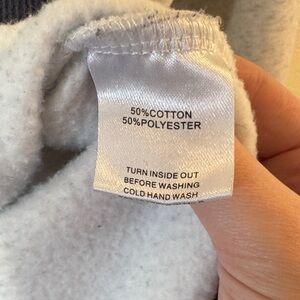 50%COTTON
50%POLYESTER
TURN INSIDE OUT
BEFORE WASHING
COLD HAND WASH